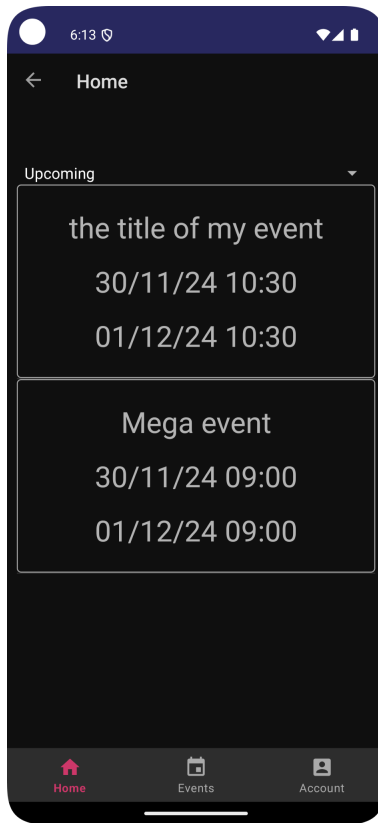 6:13
Home
Upcoming
the title of my event
30/11/24 10:30
01/12/24 10:30
Mega event
30/11/24 09:00
01/12/24 09:00
Home
Events
Account